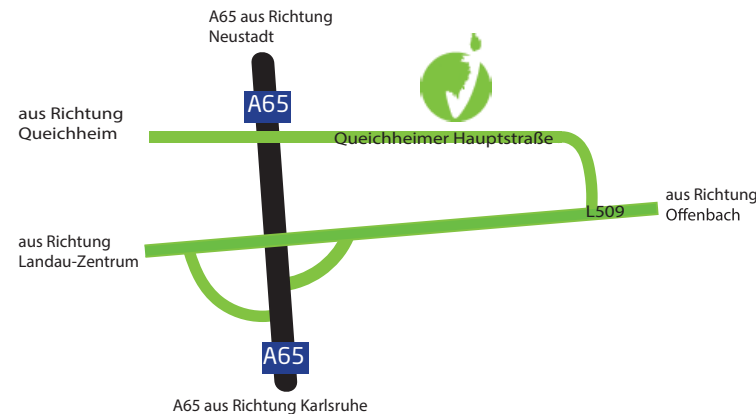 A65 aus Richtung
Neustadt
A65
aus Richtung
Queichheim
Queichheimer Hauptstraße
aus Richtung
Offenbach
L509
aus Richtung
Landau-Zentrum
A65
A65 aus Richtung Karlsruhe